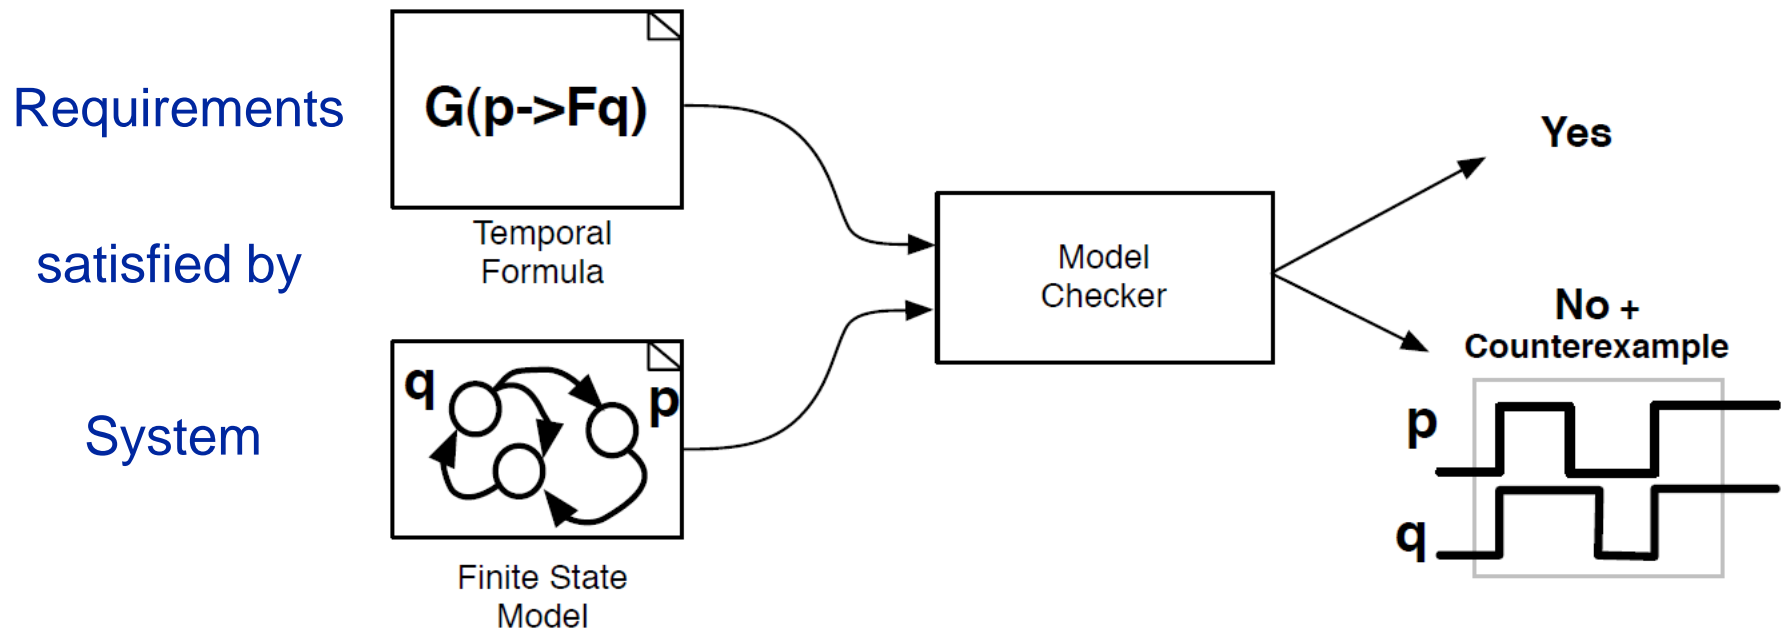 Requirements
satisfied by
System
G(p->Fq)
Temporal
Formula
q
p
Finite State
Model
Model
Checker
Yes
No +
Counterexample
p
q